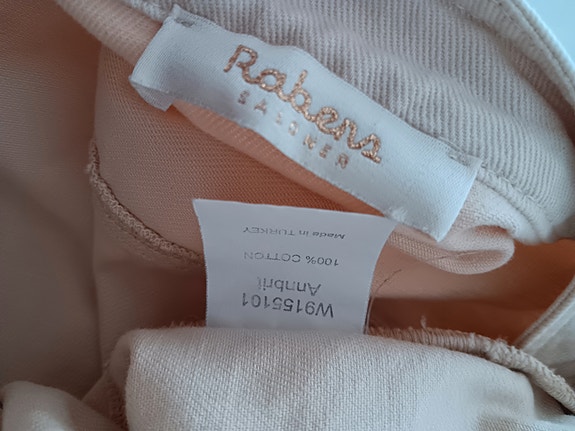 Rabens
SALONER
W9155101
Annbrit
100% COTTON
Made in TURKEY